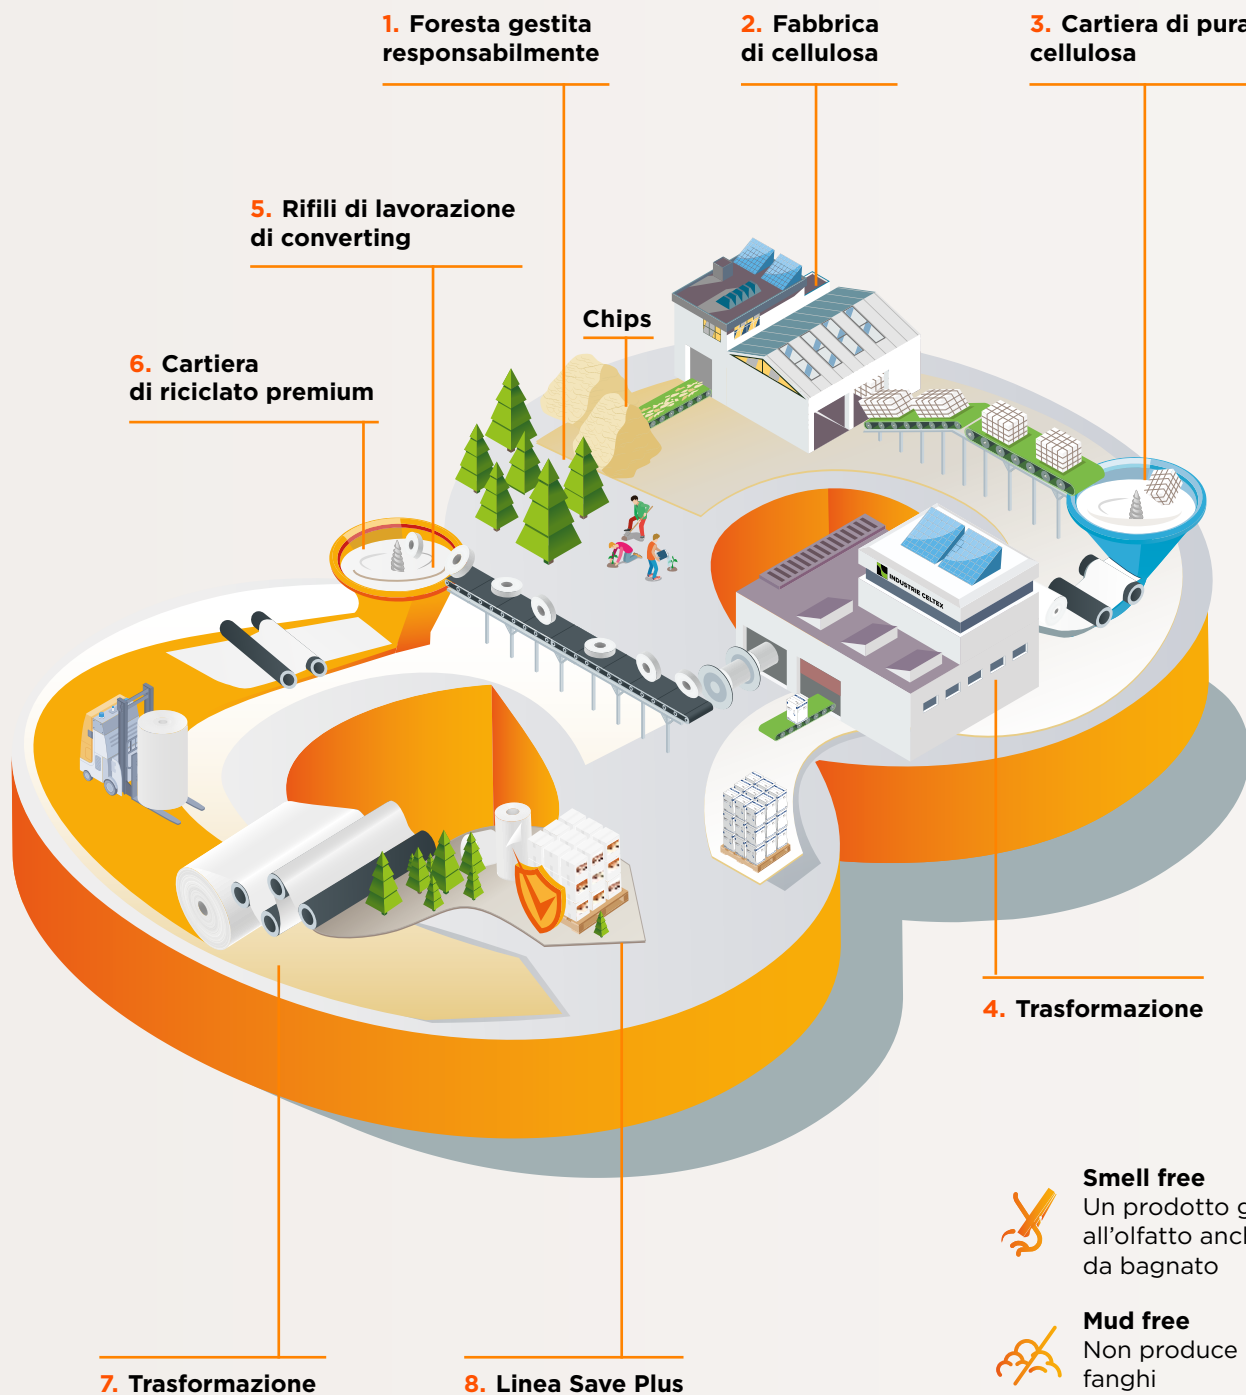 1. Foresta gestita
responsabilmente
2. Fabbrica
di cellulosa
3. Cartiera di pura
cellulosa
5. Rifili di lavorazione
di converting
Chips
6. Cartiera
di riciclato premium
INDUSTRIE CELTEX
4. Trasformazione
Smell free
Un prodotto
all’olfatto
da bagnato
Mud free
Non produce
fanghi
7. Trasformazione
8. Linea Save Plus